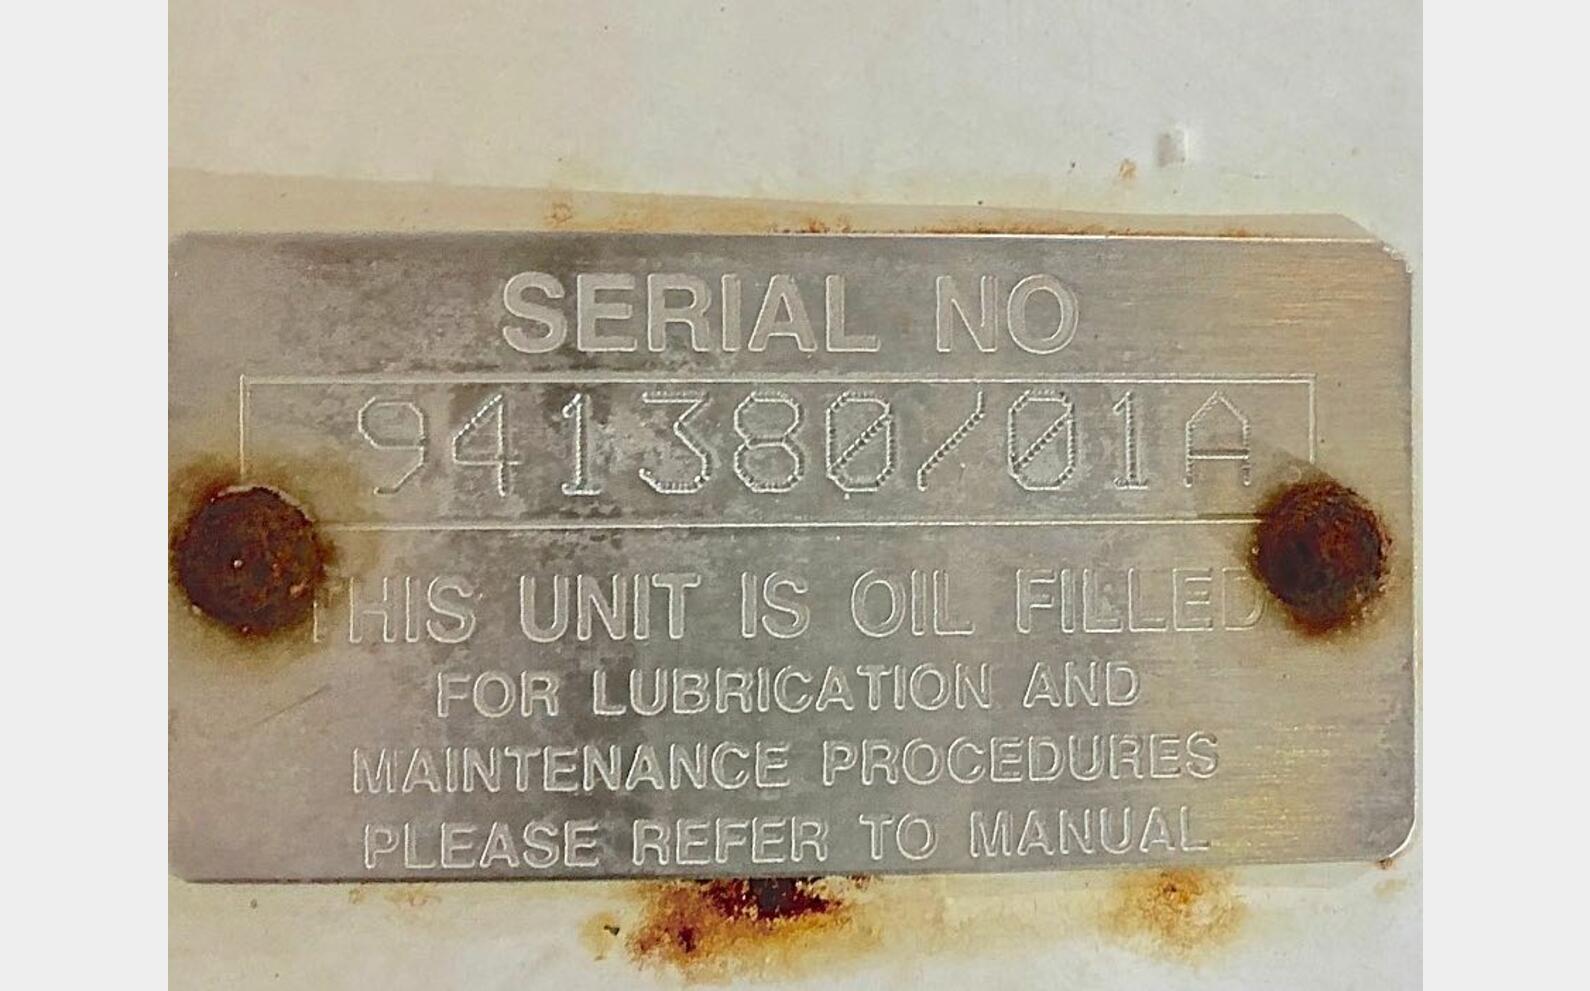 SERIAL NO
941380/01A
THIS UNIT IS OIL FILLED
FOR LUBRICATION AND
MAINTENANCE PROCEDURES
PLEASE REFER TO MANUAL